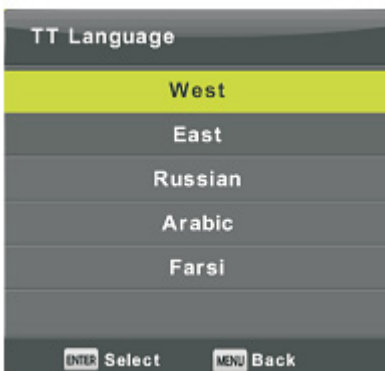 TT Language
West
East
Russian
Arabic
Farsi
ENTER Select MENU Back